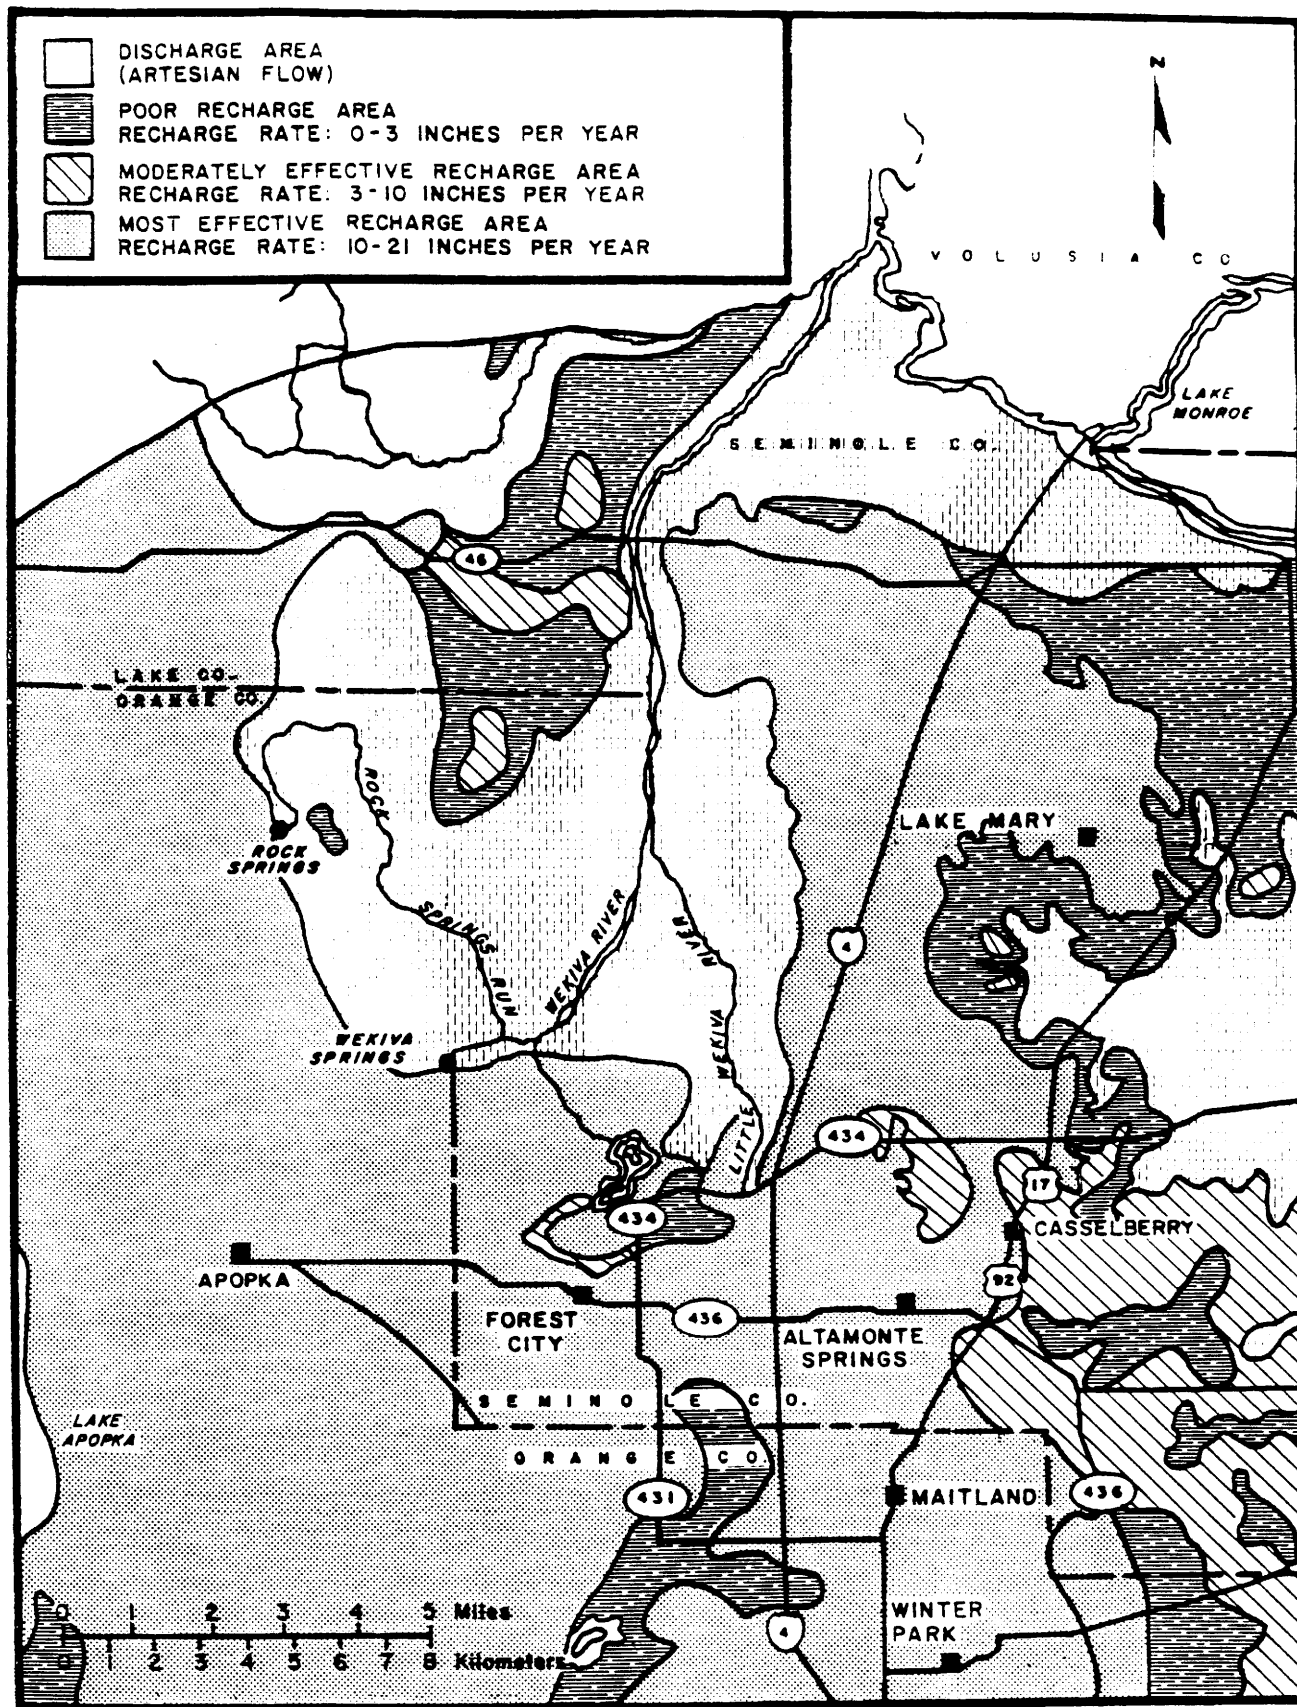 DISCHARGE AREA
(ARTESIAN FLOW)
POOR RECHARGE AREA
RECHARGE RATE: 0-3 INCHES PER YEAR
MODERATELY EFFECTIVE RECHARGE AREA
RECHARGE RATE: 3-10 INCHES PER YEAR
MOST EFFECTIVE RECHARGE AREA
RECHARGE RATE: 10-21 INCHES PER YEAR
N
VOLUSIA CO
LAKE
MONROE
SEMINOLE CO.
46
LAKE CO.
ORANGE CO.
ROCK
SPRINGS
RUN
ROCK
SPRINGS
LAKE MARY
WEKIVA RIVER
LITTLE
WEKIVA
RIVER
4
WEKIVA
SPRINGS
434
434
17
CASSELBERRY
APOPKA
92
FOREST
CITY
436
ALTAMONTE
SPRINGS
SEMINOLE CO.
ORANGE CO.
LAKE
APOPKA
431
MAITLAND
436
0 1 2 3 4 5 Miles
0 1 2 3 4 5 6 7 8 Kilometers
4
WINTER
PARK